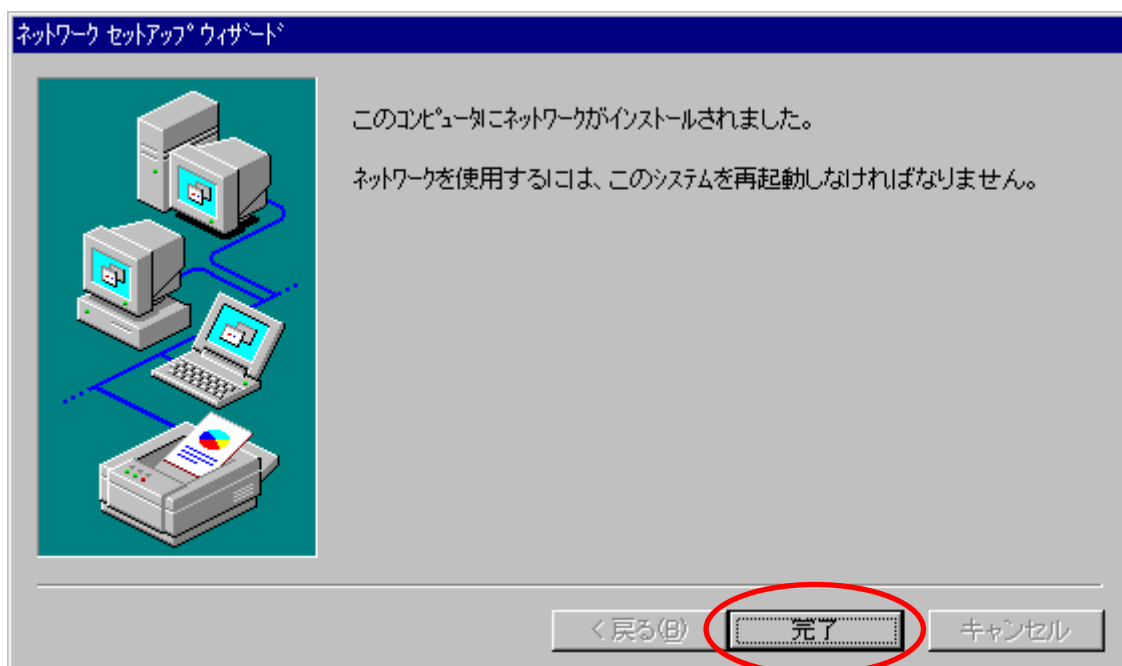 ネットワーク セットアップ ウィザード
このコンピュータにネットワークがインストールされました。
ネットワークを使用するには、このシステムを再起動しなければなりません。
< 戻る(B)
完了
キャンセル